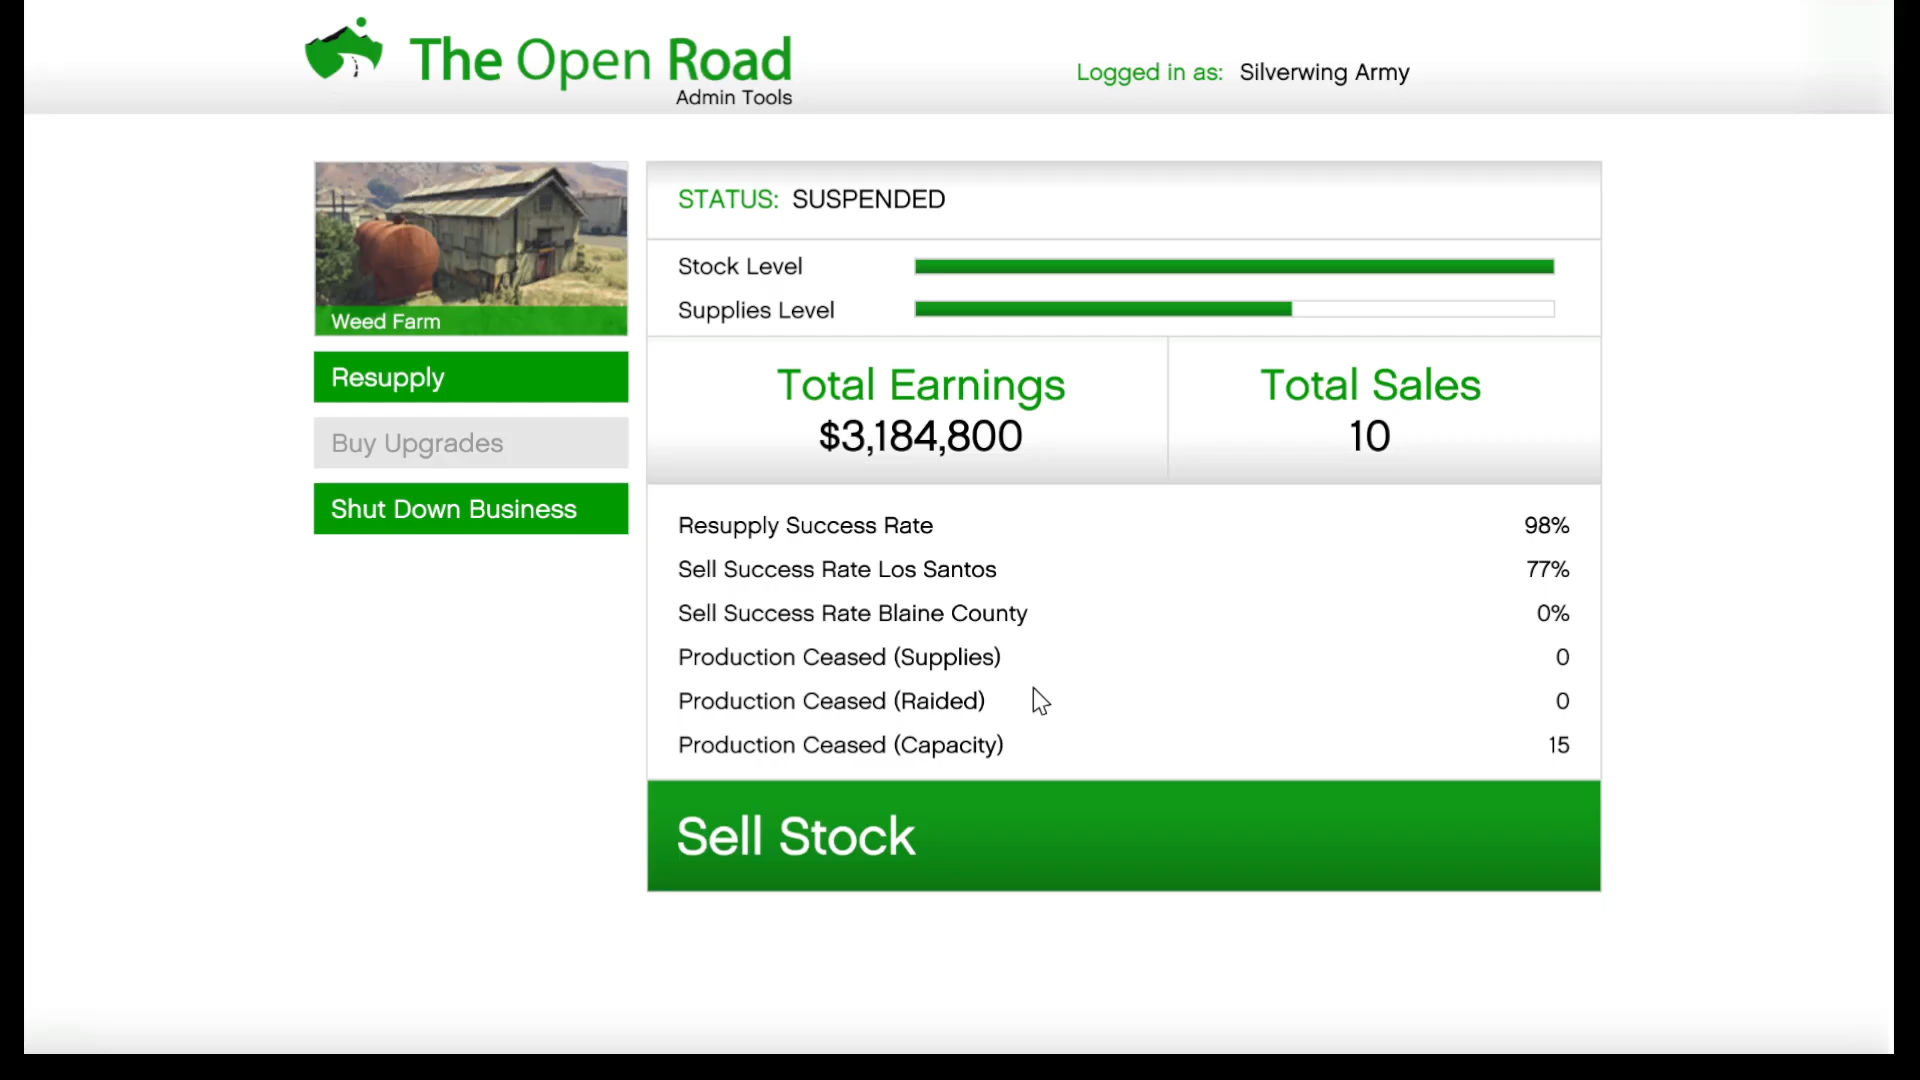 The Open Road
Admin Tools
Logged in as: Silverwing Army
Weed Farm
Resupply
Buy Upgrades
Shut Down Business
STATUS: SUSPENDED
Stock Level
Supplies Level
Total Earnings
$3,184,800
Total Sales
10
Resupply Success Rate 98%
Sell Success Rate Los Santos 77%
Sell Success Rate Blaine County 0%
Production Ceased (Supplies) 0
Production Ceased (Raided) 0
Production Ceased (Capacity) 15
Sell Stock